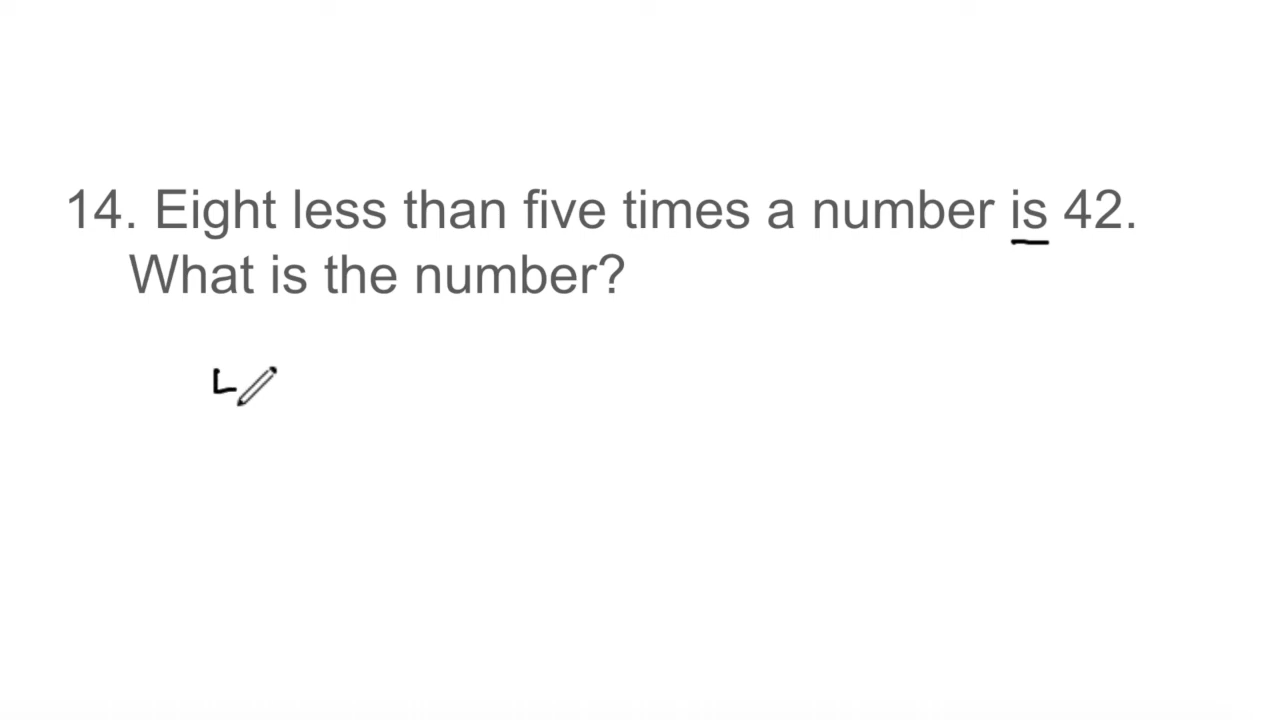 14. Eight less than five times a number is 42.
What is the number?